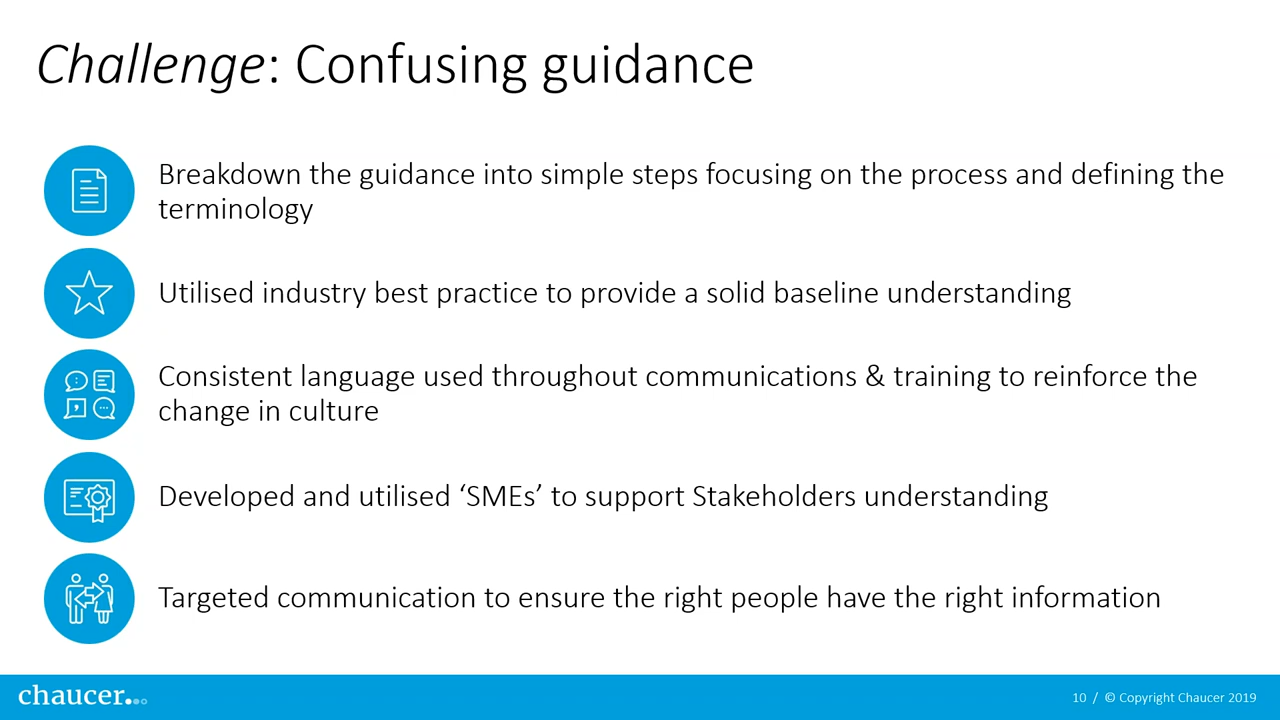 Challenge: Confusing guidance
Breakdown the guidance into simple steps focusing on the process and defining the
terminology
Utilised industry best practice to provide a solid baseline understanding
Consistent language used throughout communications & training to reinforce the
change in culture
Developed and utilised ‘SMEs’ to support Stakeholders understanding
Targeted communication to ensure the right people have the right information
chaucer
10 / © Copyright Chaucer 2019